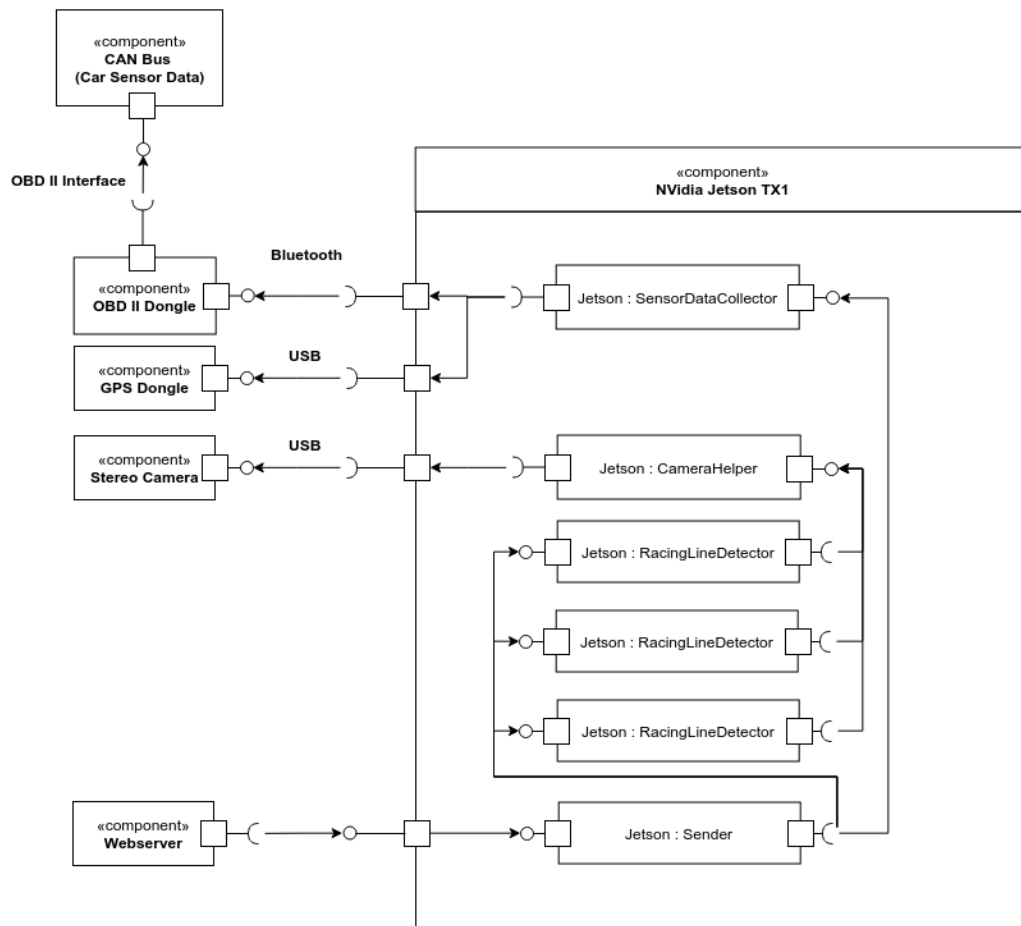 «component»
CAN Bus
(Car Sensor Data)
OBD II Interface
«component»
NVidia Jetson TX1
Bluetooth
«component»
OBD II Dongle
Jetson : SensorDataCollector
USB
«component»
GPS Dongle
USB
«component»
Stereo Camera
Jetson : CameraHelper
Jetson : RacingLineDetector
Jetson : RacingLineDetector
Jetson : RacingLineDetector
«component»
Webserver
Jetson : Sender